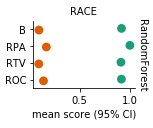 RACE
B
RPA
RTV
ROC
RandomForest
0.5
1.0
mean score (95% CI)